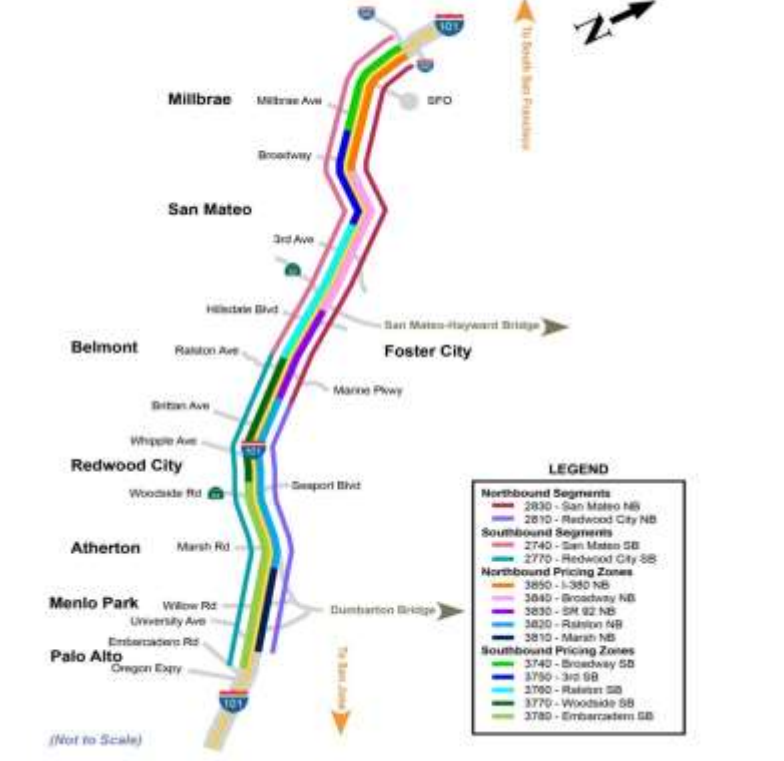 101
N
To South San Francisco
Millbrae
Millbrae Ave
SFO
Broadway
San Mateo
3rd Ave
Hillsdale Blvd
San Mateo-Hayward Bridge
Belmont
Ralston Ave
Foster City
Marine Pkwy
Brittan Ave
Whipple Ave
101
Redwood City
Seaport Blvd
Woodside Rd
Atherton
Marsh Rd
Menlo Park
Willow Rd
Dumbarton Bridge
University Ave
Embarcadero Rd
Palo Alto
Oregon Expy
To San Jose
101
(Not to Scale)
LEGEND
Northbound Segments
2830 - San Mateo NB
2810 - Redwood City NB
Southbound Segments
2740 - San Mateo SB
2770 - Redwood City SB
Northbound Pricing Zones
3850 - I-380 NB
3840 - Broadway NB
3830 - SR 92 NB
3820 - Ralston NB
3810 - Marsh NB
Southbound Pricing Zones
3740 - Broadway SB
3750 - 3rd SB
3760 - Ralston SB
3770 - Woodside SB
3780 - Embarcadero SB